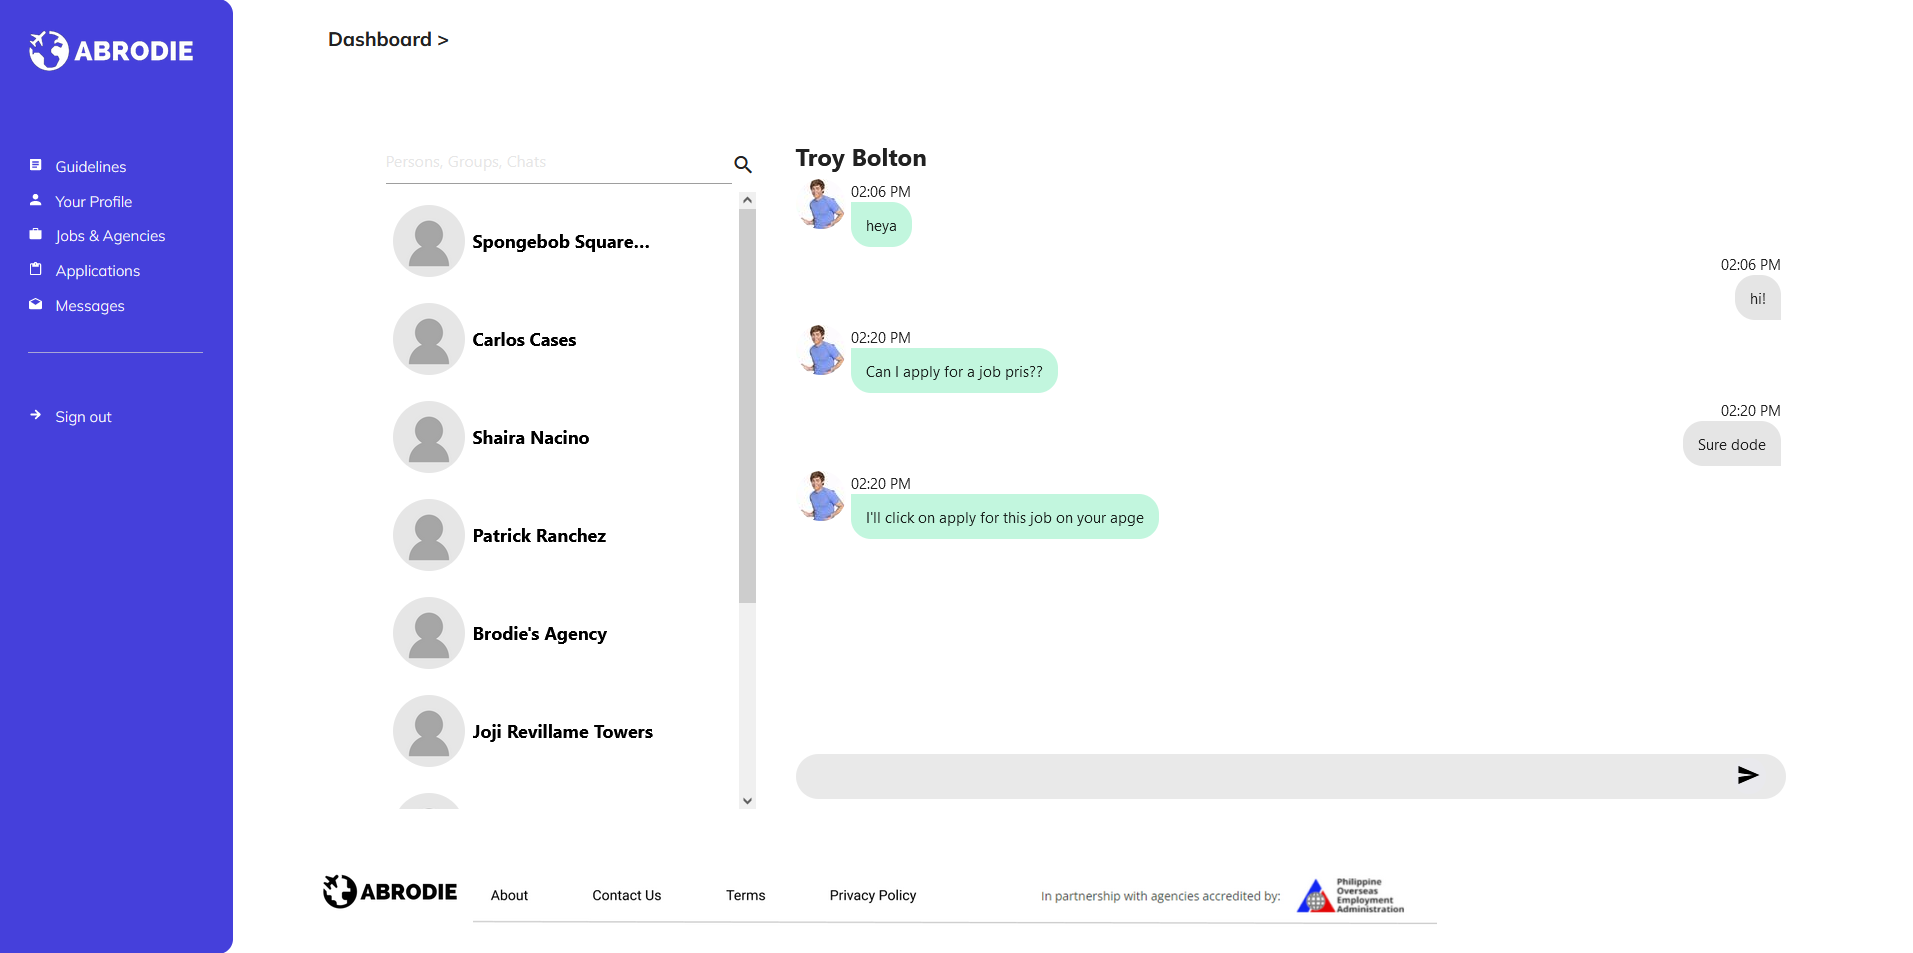 ABRODIE
Guidelines
Your Profile
Jobs & Agencies
Applications
Messages
Sign out
Dashboard >
Persons, Groups, Chats
Spongebob Square...
Carlos Cases
Shaira Nacino
Patrick Ranchez
Brodie's Agency
Joji Revillame Towers
Troy Bolton
02:06 PM
heya
02:06 PM
hi!
02:20 PM
Can I apply for a job pris??
02:20 PM
Sure dode
02:20 PM
I'll click on apply for this job on your apge
ABRODIE
About
Contact Us
Terms
Privacy Policy
In partnership with agencies accredited by:
Philippine
Overseas
Employment
Administration